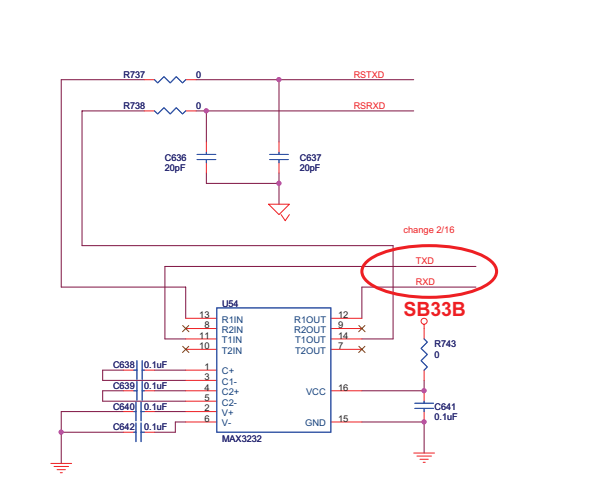 R737 0 RSTXD
R738 0 RSRXD
C636
20pF
C637
20pF
change 2/16
TXD
RXD
SB33B
U54
13 R1IN R1OUT 12
8 R2IN R2OUT 9
11 T1IN T1OUT 14
10 T2IN T2OUT 7
R743
0
C638 0.1uF 1 C+
3 C1-
C639 0.1uF 4 C2+
5 C2-
VCC 16
C640 0.1uF 2 V+
C641
0.1uF
C642 0.1uF 6 V-
GND 15
MAX3232